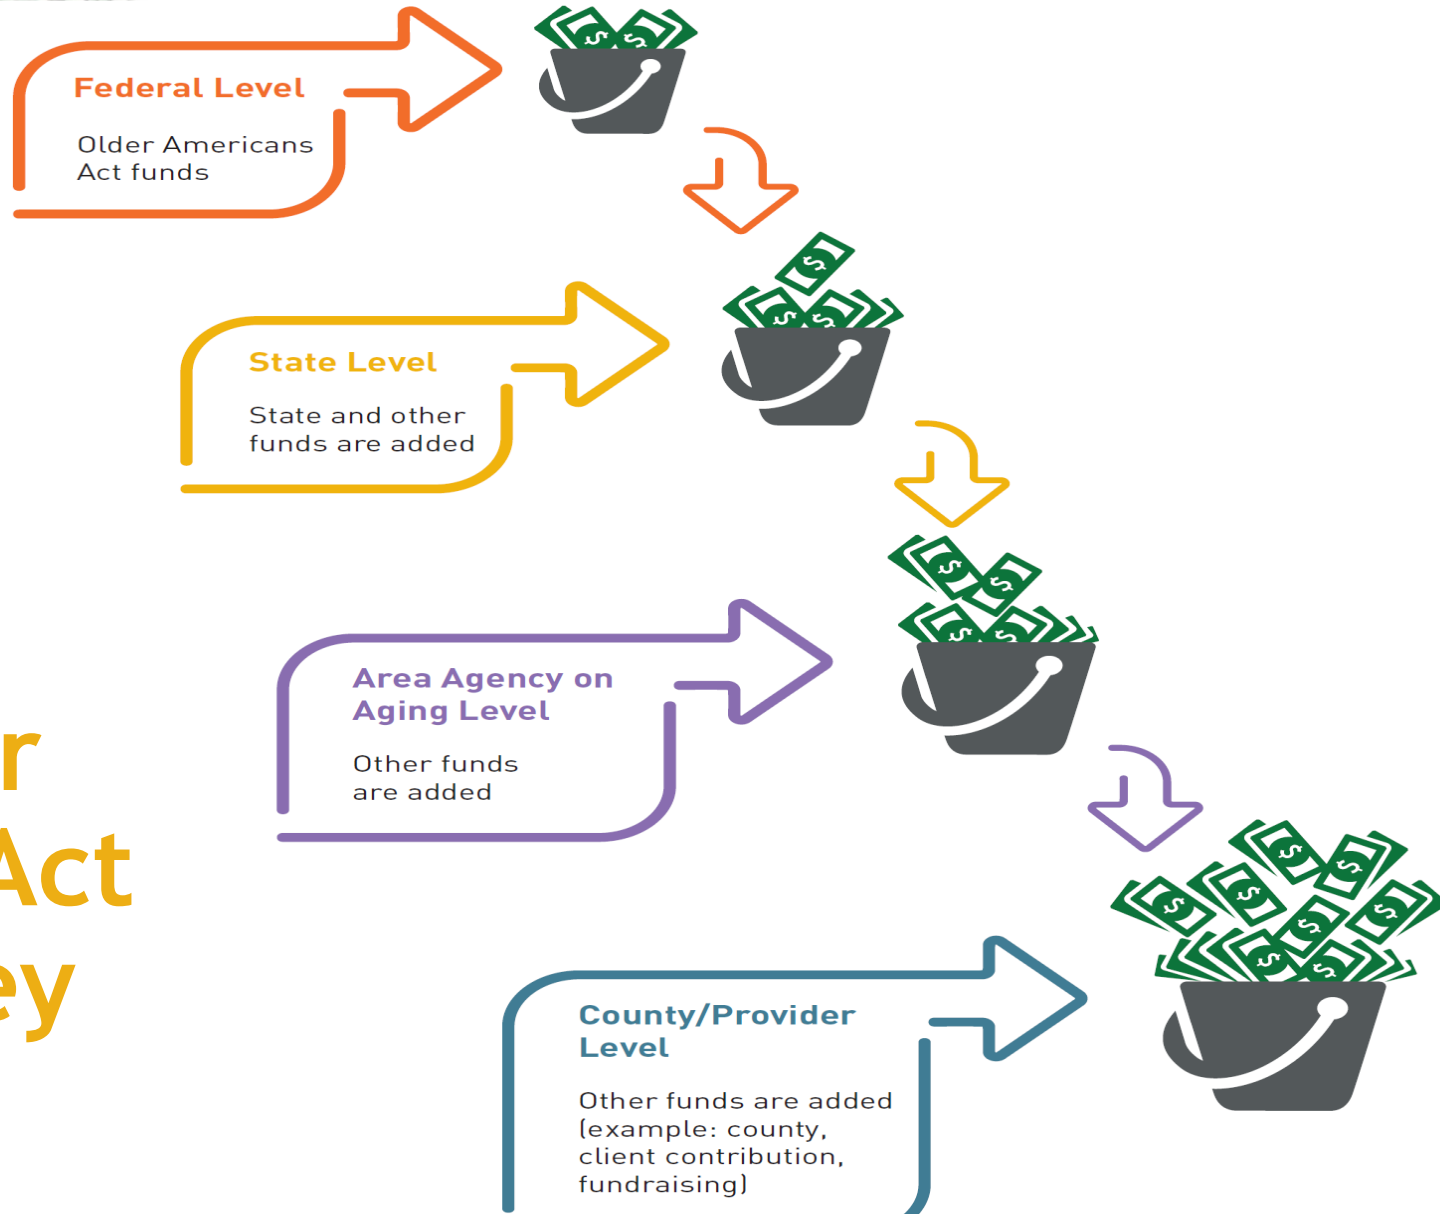 Federal Level
Older Americans
Act funds
State Level
State and other
funds are added
Area Agency on
Aging Level
Other funds
are added
r
Act
ey
County/Provider
Level
Other funds are added
(example: county,
client contribution,
fundraising)